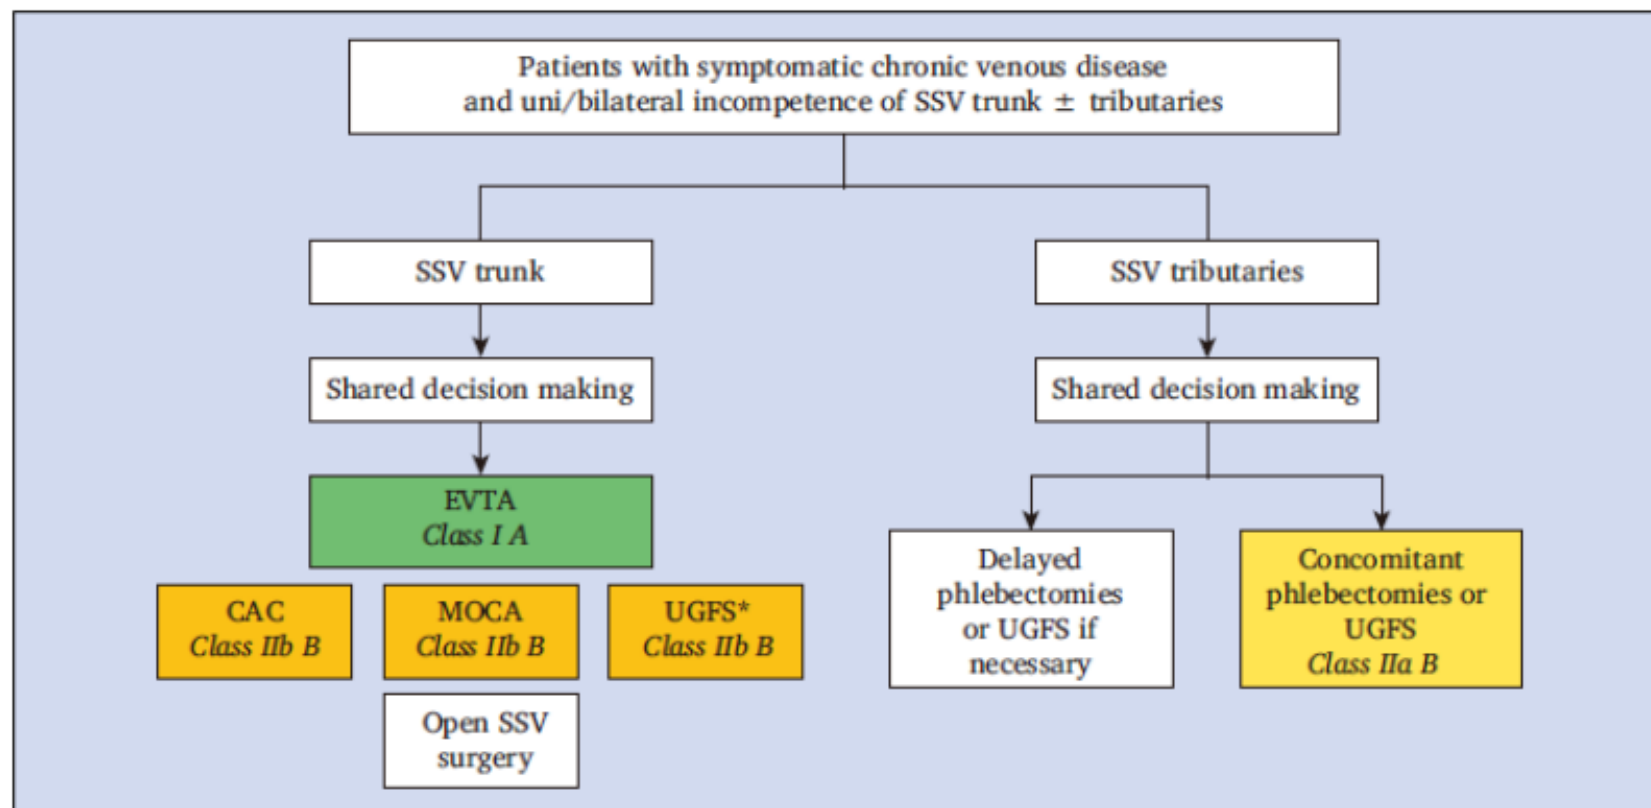 Patients with symptomatic chronic venous disease
and uni/bilateral incompetence of SSV trunk ± tributaries
SSV trunk
SSV tributaries
Shared decision making
Shared decision making
EVTA
Class I A
CAC
Class IIb B
MOCA
Class IIb B
UGFS*
Class IIb B
Open SSV
surgery
Delayed
phlebectomies
or UGFS if
necessary
Concomitant
phlebectomies or
UGFS
Class IIa B